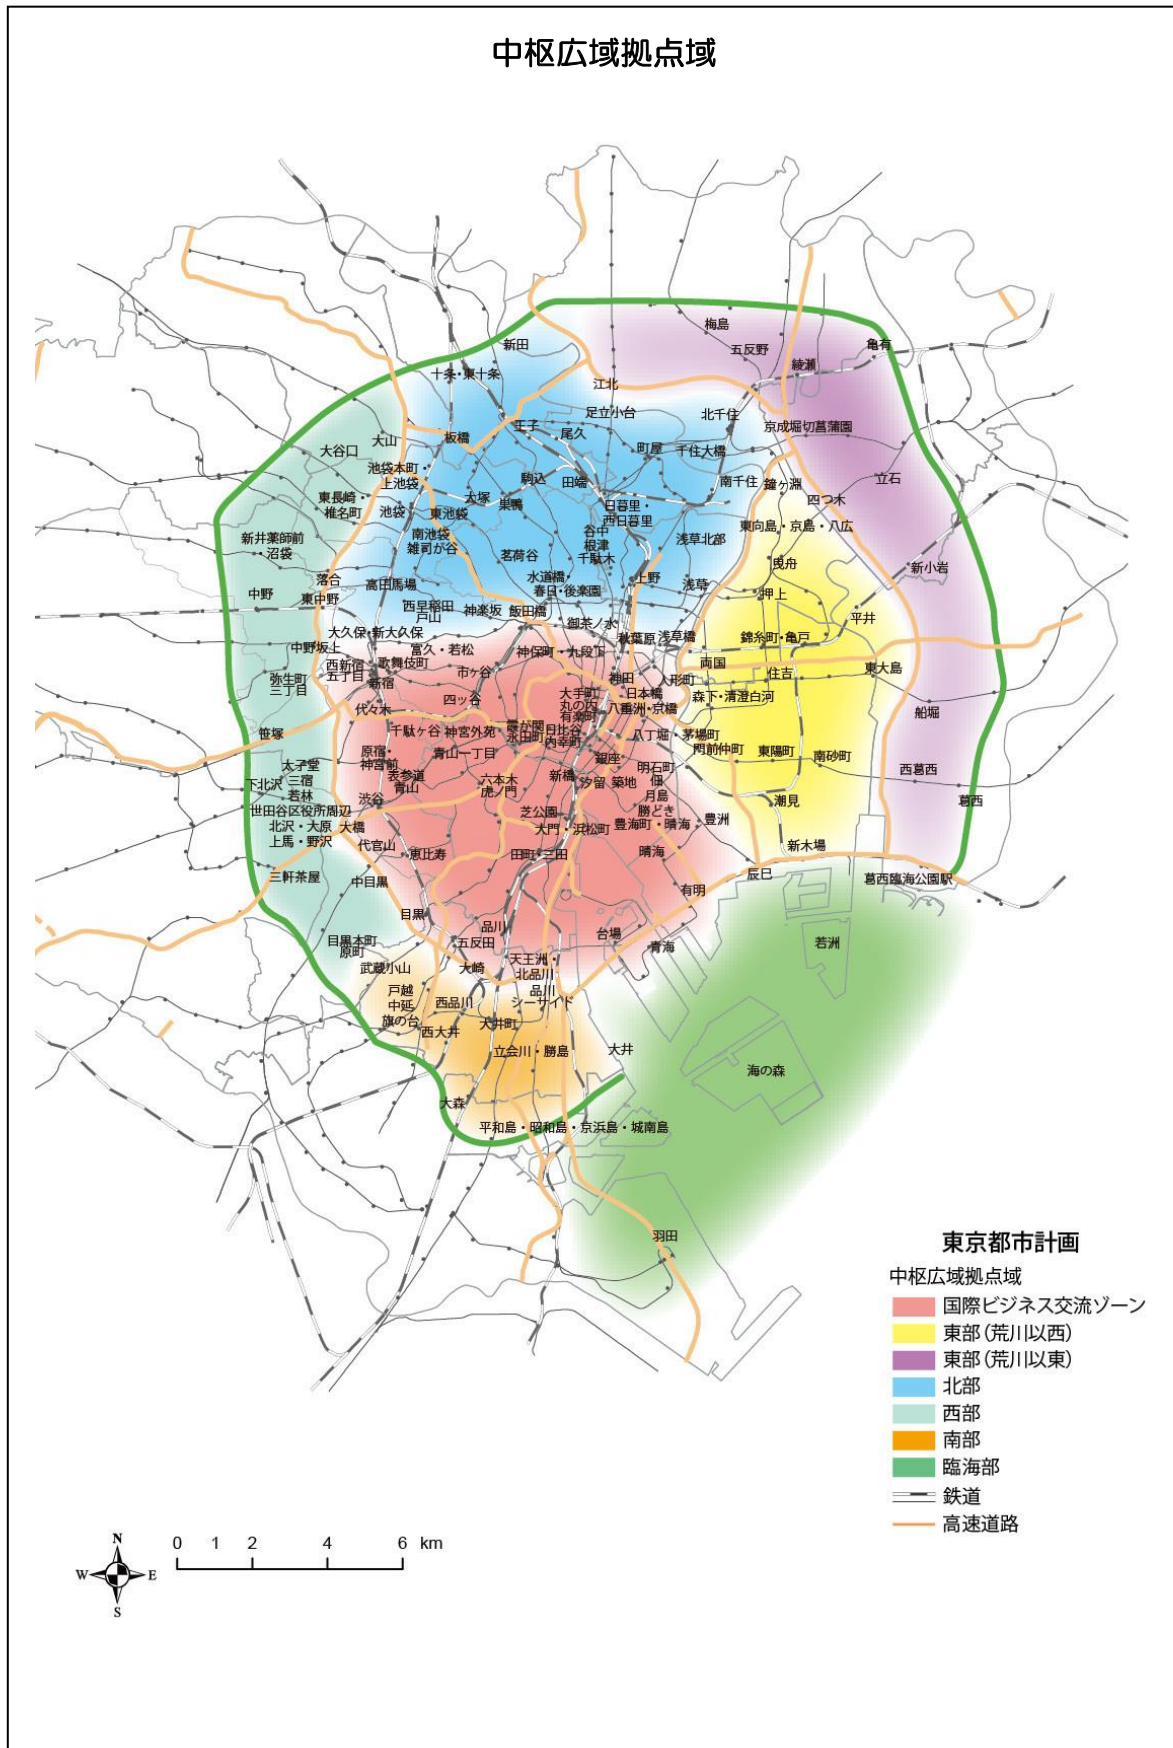 中枢広域拠点域
新田
梅島
五反野
綾瀬
亀有
十条・東十条
江北
足立小台
北千住
京成堀切菖蒲園
王子
尾久
大山
板橋
町屋
千住大橋
大谷口
池袋本町・
上池袋
駒込
田端
南千住
鐘ヶ淵
立石
東長崎・
椎名町
池袋
大塚
東池袋
巣鴨
日暮里・
西日暮里
四つ木
新井薬師前
・沼袋
南池袋
雑司が谷
谷中
根津
千駄木
浅草北部
東向島・京島・八広
茗荷谷
曳舟
新小岩
落合
高田馬場
水道橋・
春日・後楽園
上野
浅草
押上
中野
東中野
西早稲田
戸山
神楽坂
飯田橋
御茶ノ水
平井
大久保・新大久保
秋葉原
浅草橋
錦糸町・亀戸
中野坂上
富久・若松
神保町・九段下
西新宿
五丁目
歌舞伎町
市ヶ谷
両国
東大島
弥生町
三丁目
新宿
神田
人形町
住吉
代々木
四ツ谷
大手町
丸の内
有楽町
日本橋
八重洲・京橋
森下・清澄白河
船堀
笹塚
千駄ヶ谷
神宮外苑
霞が関
永田町
日比谷
内幸町
八丁堀・茅場町
門前仲町
東陽町
南砂町
原宿・
神宮前
青山一丁目
銀座
明石町
佃
月島
西葛西
太子堂
三宿
若林
下北沢
表参道
青山
六本木
虎ノ門
新橋
汐留
築地
渋谷
潮見
葛西
世田谷区役所周辺
芝公園
勝どき
豊海町・晴海
豊洲
北沢・大原
上馬・野沢
大橋
大門・浜松町
代官山
恵比寿
田町・三田
晴海
新木場
三軒茶屋
中目黒
有明
辰巳
葛西臨海公園駅
目黒
品川
台場
青海
若洲
目黒本町
原町
五反田
武蔵小山
大崎
天王洲・
北品川・
品川
シーサイド
戸越
中延
旗の台
西品川
西大井
大井町
立会川・勝島
大井
海の森
大森
平和島・昭和島・京浜島・城南島
羽田
東京都市計画
中枢広域拠点域
国際ビジネス交流ゾーン
東部（荒川以西）
東部（荒川以東）
北部
西部
南部
臨海部
鉄道
高速道路
N
W E
S
0 1 2 4 6 km